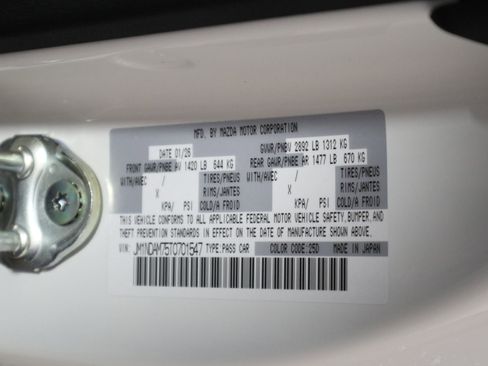 MFD. BY MAZDA MOTOR CORPORATION
DATE 01/26 GVWR/PNBV 2892 LB 1312 KG
FRONT GAWR/PNBE AV 1420 LB 644 KG REAR GAWR/PNBE AR 1477 LB 670 KG
WITH/AVEC / TIRES/PNEUS WITH/AVEC / TIRES/PNEUS
X RIMS/JANTES X RIMS/JANTES
KPA/ PSI COLD/A FROID KPA/ PSI COLD/A FROID
THIS VEHICLE CONFORMS TO ALL APPLICABLE FEDERAL MOTOR VEHICLE SAFETY, BUMPER, AND
THEFT PREVENTION STANDARDS IN EFFECT ON THE DATE OF MANUFACTURE SHOWN ABOVE.
VIN: JM1NDAM75T0701547 TYPE: PASS CAR COLOR CODE: 25D MADE IN JAPAN